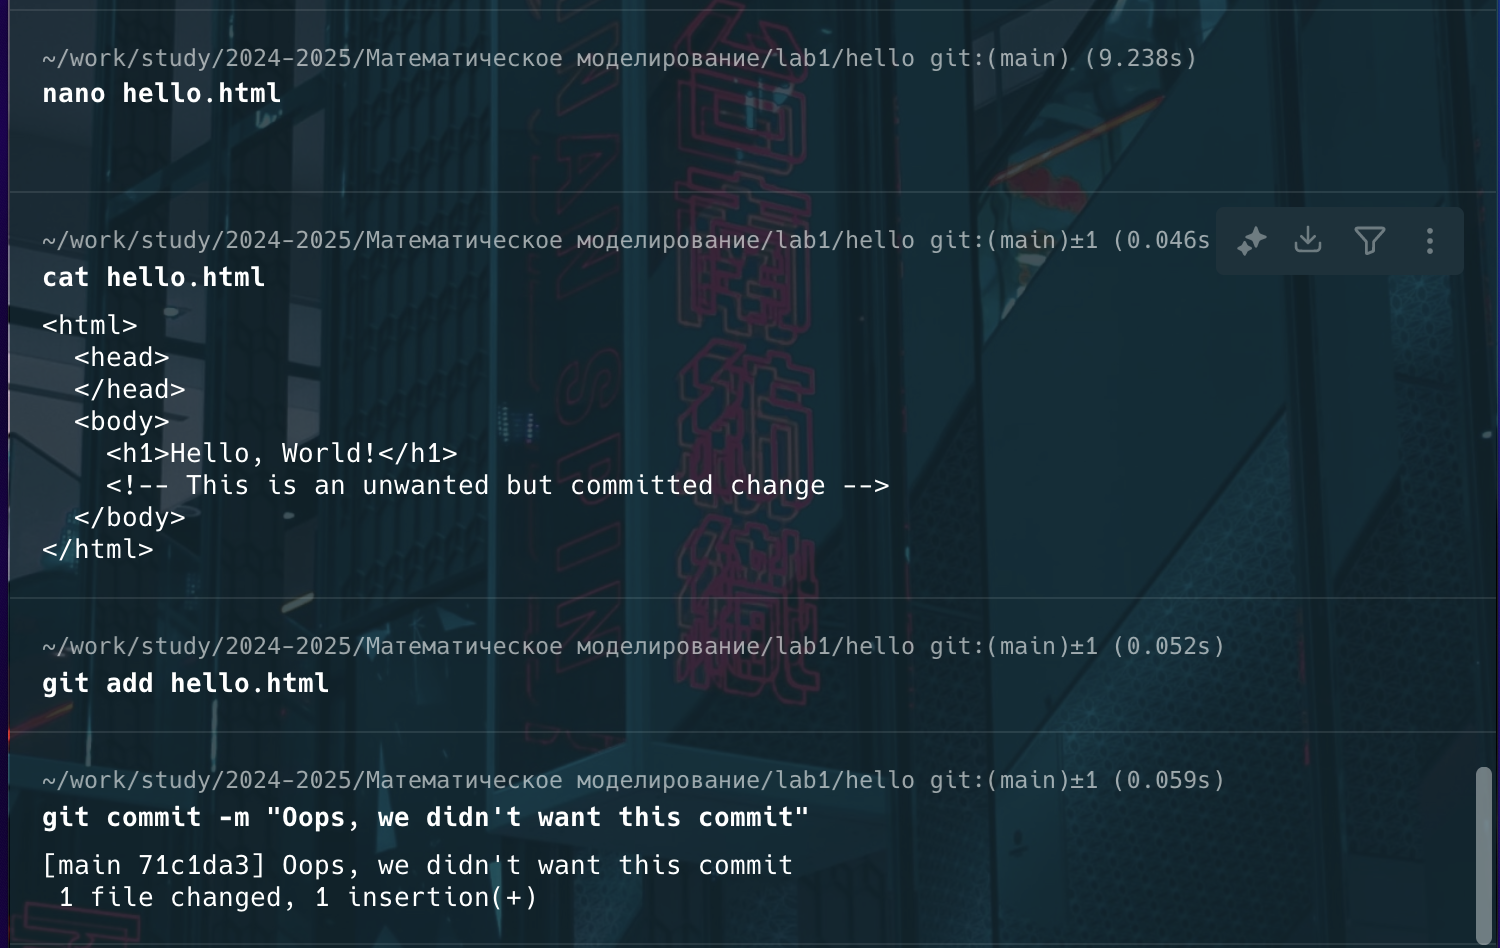 ~/work/study/2024-2025/Математическое моделирование/lab1/hello git:(main) (9.238s)
nano hello.html
~/work/study/2024-2025/Математическое моделирование/lab1/hello git:(main)±1 (0.046s
cat hello.html
<html>
  <head>
  </head>
  <body>
    <h1>Hello, World!</h1>
    <!-- This is an unwanted but committed change -->
  </body>
</html>
~/work/study/2024-2025/Математическое моделирование/lab1/hello git:(main)±1 (0.052s)
git add hello.html
~/work/study/2024-2025/Математическое моделирование/lab1/hello git:(main)±1 (0.059s)
git commit -m "Oops, we didn't want this commit"
[main 71c1da3] Oops, we didn't want this commit
 1 file changed, 1 insertion(+)